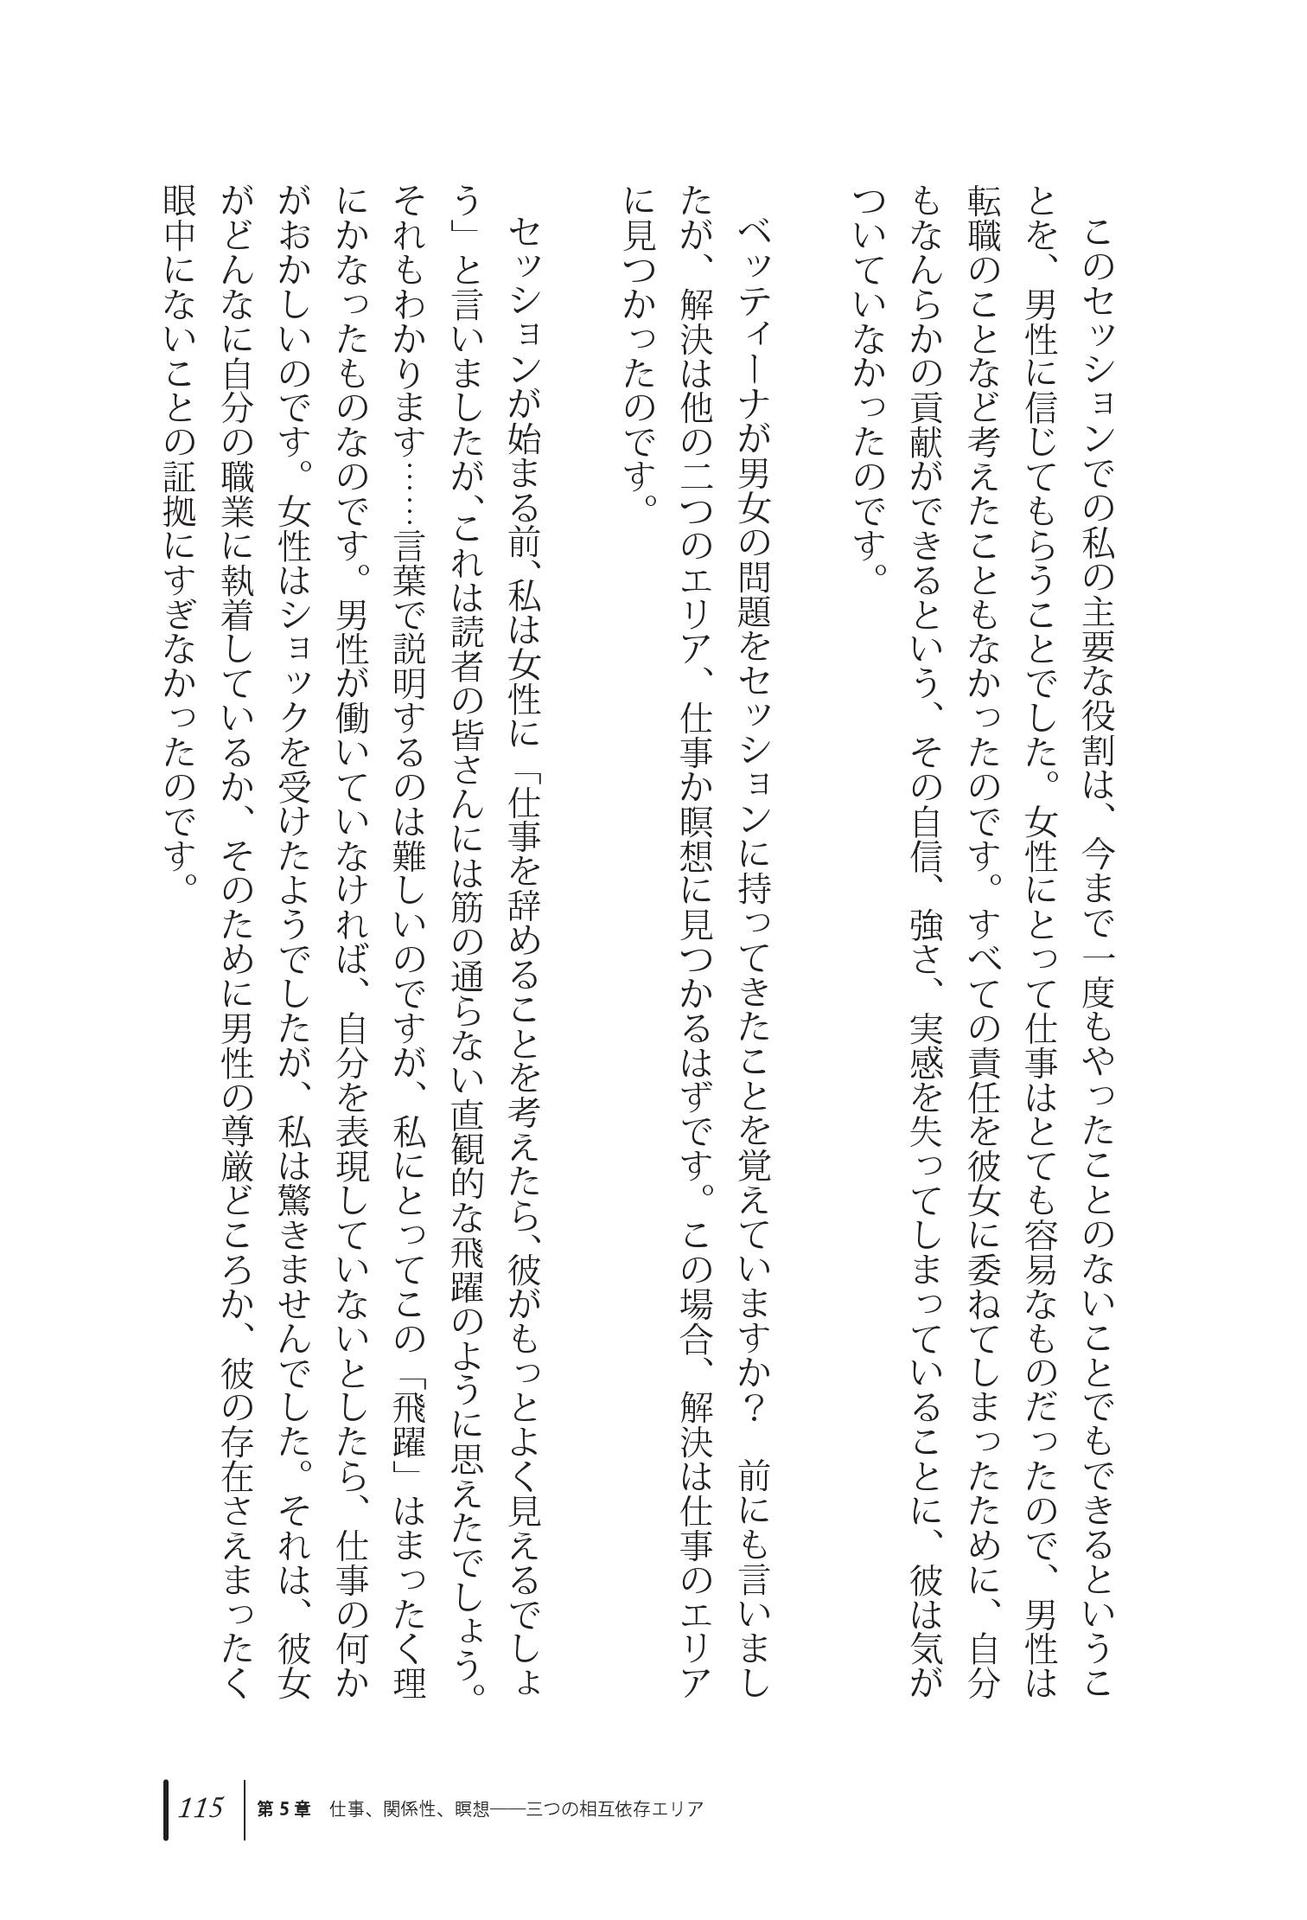 このセッションでの私の主要な役割は、今まで一度もやったことのないことでもできるというこ
とを、男性に信じてもらうことでした。女性にとって仕事はとても容易なものだったので、男性は
転職のことなど考えたこともなかったのです。すべての責任を彼女に委ねてしまったために、自分
もなんらかの貢献ができるという、その自信、強さ、実感を失ってしまっていることに、彼は気が
ついていなかったのです。
ベッティーナが男女の問題をセッションに持ってきたことを覚えていますか？　前にも言いまし
たが、解決は他の二つのエリア、仕事か瞑想に見つかるはずです。この場合、解決は仕事のエリア
に見つかったのです。
セッションが始まる前、私は女性に「仕事を辞めることを考えたら、彼がもっとよく見えるでしょ
う」と言いましたが、これは読者の皆さんには筋の通らない直観的な飛躍のように思えたでしょう。
それもわかります……言葉で説明するのは難しいのですが、私にとってこの「飛躍」はまったく理
にかなったものなのです。男性が働いていなければ、自分を表現していないとしたら、仕事の何か
がおかしいのです。女性はショックを受けたようでしたが、私は驚きませんでした。それは、彼女
がどんなに自分の職業に執着しているか、そのために男性の尊厳どころか、彼の存在さえまったく
眼中にないことの証拠にすぎなかったのです。
115 第5章　仕事、関係性、瞑想――三つの相互依存エリア